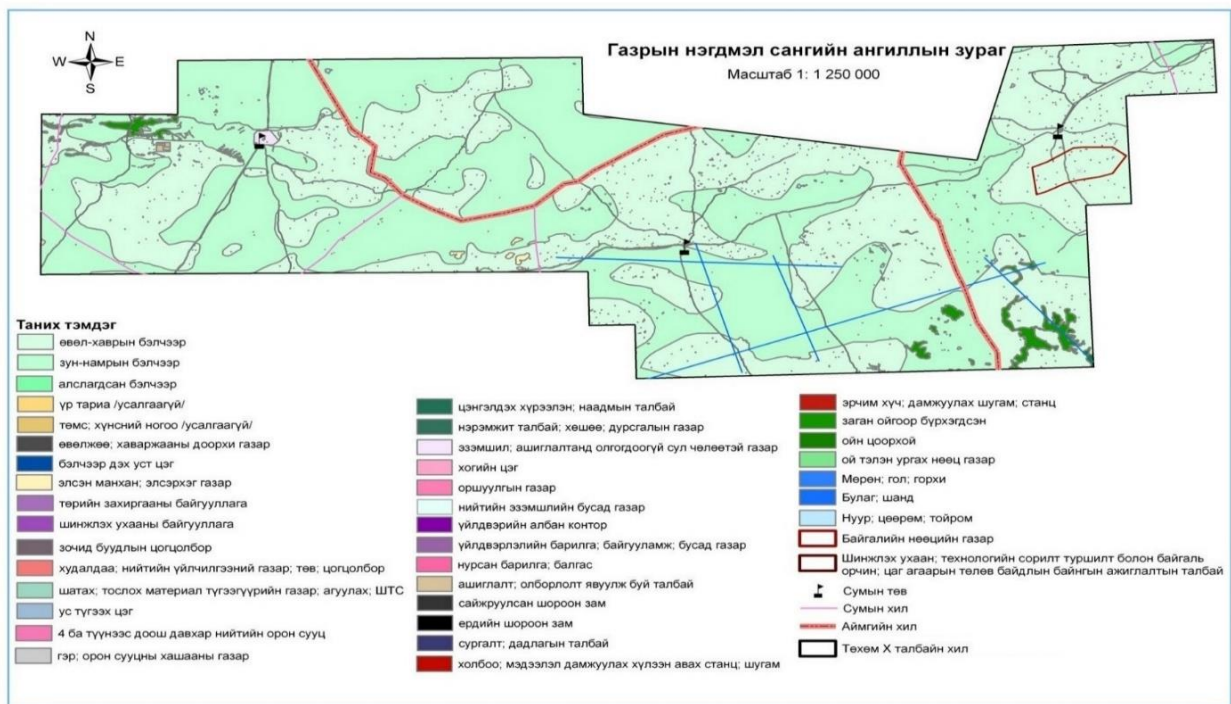 N
W E
S
Газрын нэгдмэл сангийн ангиллын зураг
Масштаб 1: 1 250 000
Таних тэмдэг
өвөл-хаврын бэлчээр
зун-намрын бэлчээр
алслагдсан бэлчээр
үр тариа /усалгаагүй/
төмс; хүнсний ногоо /усалгаагүй/
өвөлжөө; хаваржааны доорхи газар
бэлчээр дэх уст цэг
элсэн манхан; элсэрхэг газар
төрийн захиргааны байгууллага
шинжлэх ухааны байгууллага
зочид буудлын цогцолбор
худалдаа; нийтийн үйлчилгээний газар; төв; цогцолбор
шатах; тослох материал түгээгүүрийн газар; агуулах; ШТС
ус түгээх цэг
4 ба түүнээс доош давхар нийтийн орон сууц
гэр; орон сууцны хашааны газар
цэнгэлдэх хүрээлэн; наадмын талбай
нэрэмжит талбай; хөшөө; дурсгалын газар
эзэмшил; ашиглалтанд олгогдоогүй сул чөлөөтэй газар
хогийн цэг
оршуулгын газар
нийтийн эзэмшлийн бусад газар
үйлдвэрийн албан контор
үйлдвэрлэлийн барилга; байгууламж; бусад газар
нурсан барилга; балгас
ашиглалт; олборлолт явуулж буй талбай
сайжруулсан шороон зам
ердийн шороон зам
сургалт; дадлагын талбай
холбоо; мэдээлэл дамжуулах хүлээн авах станц; шугам
эрчим хүч; дамжуулах шугам; станц
заган ойгоор бүрхэгдсэн
ойн цоорхой
ой тэлэн ургах нөөц газар
Мөрөн; гол; горхи
Булаг; шанд
Нуур; цөөрөм; тойром
Байгалийн нөөцийн газар
Шинжлэх ухаан; технологийн сорилт туршилт болон байгаль
орчин; цаг агаарын төлөв байдлын байнгын ажиглалтын талбай
Сумын төв
Сумын хил
Аймгийн хил
Төхөм X талбайн хил